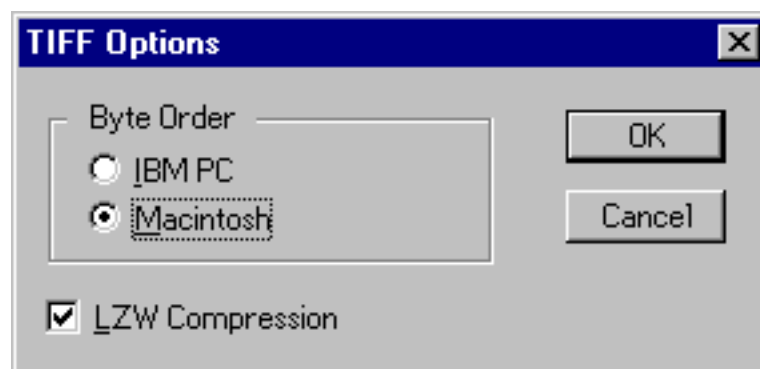 TIFF Options
Byte Order
IBM PC
Macintosh
OK
Cancel
LZW Compression